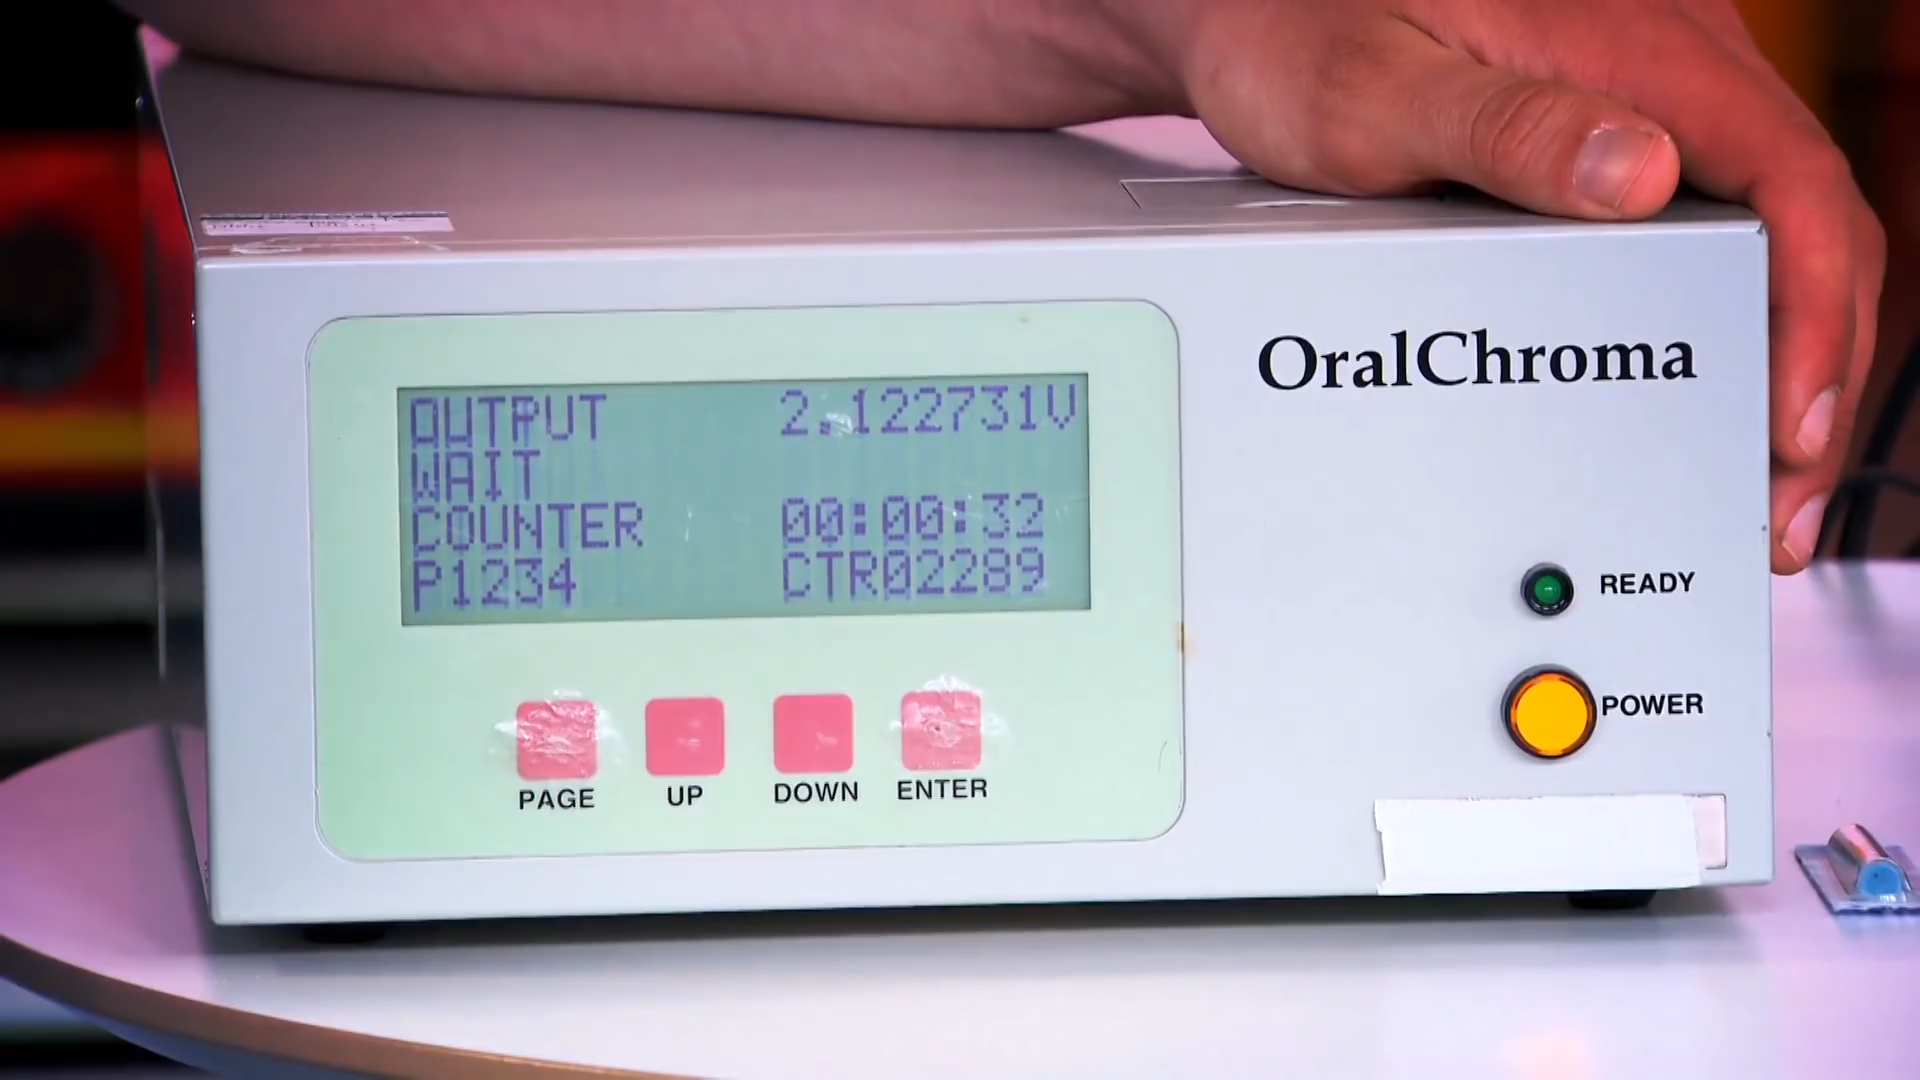 OralChroma
OUTPUT 2.122731V
WAIT
COUNTER 00:00:32
P1234 CTR02289
READY
POWER
PAGE UP DOWN ENTER